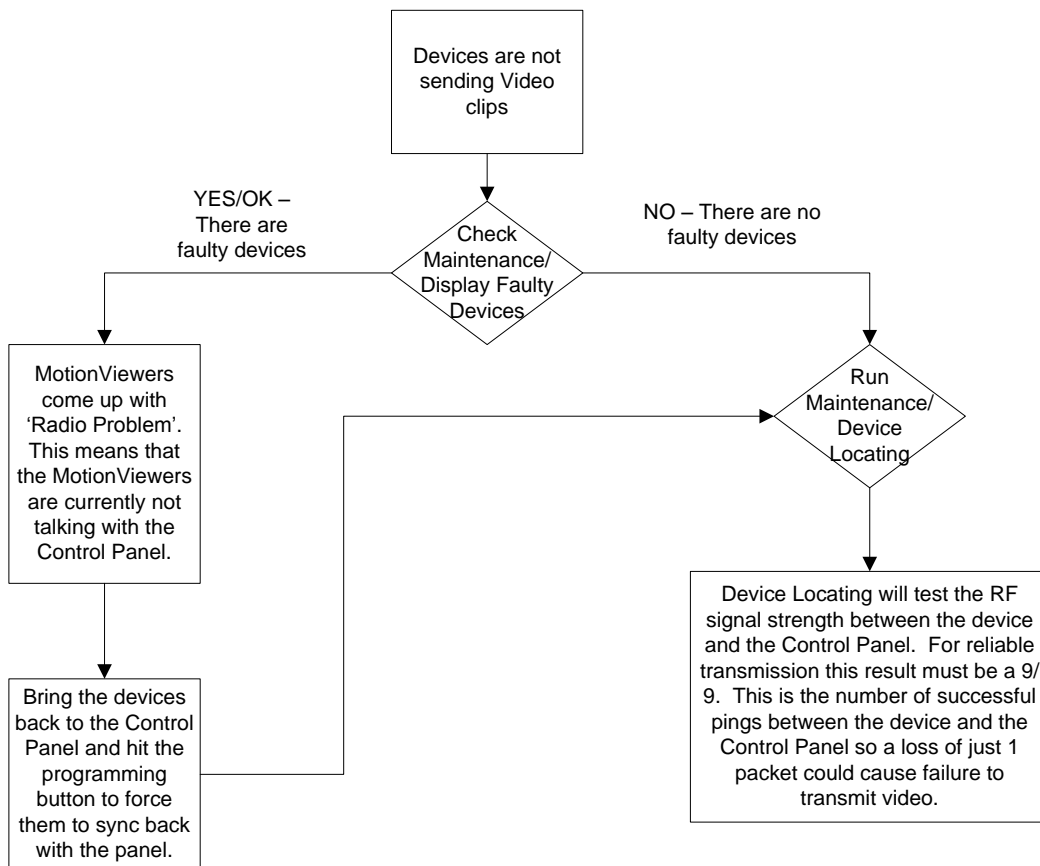 Devices are not
sending Video
clips
YES/OK –
There are
faulty devices
NO – There are no
faulty devices
Check
Maintenance/
Display Faulty
Devices
MotionViewers
come up with
‘Radio Problem’.
This means that
the MotionViewers
are currently not
talking with the
Control Panel.
Run
Maintenance/
Device
Locating
Bring the devices
back to the Control
Panel and hit the
programming
button to force
them to sync back
with the panel.
Device Locating will test the RF
signal strength between the device
and the Control Panel.  For reliable
transmission this result must be a 9/
9.  This is the number of successful
pings between the device and the
Control Panel so a loss of just 1
packet could cause failure to
transmit video.